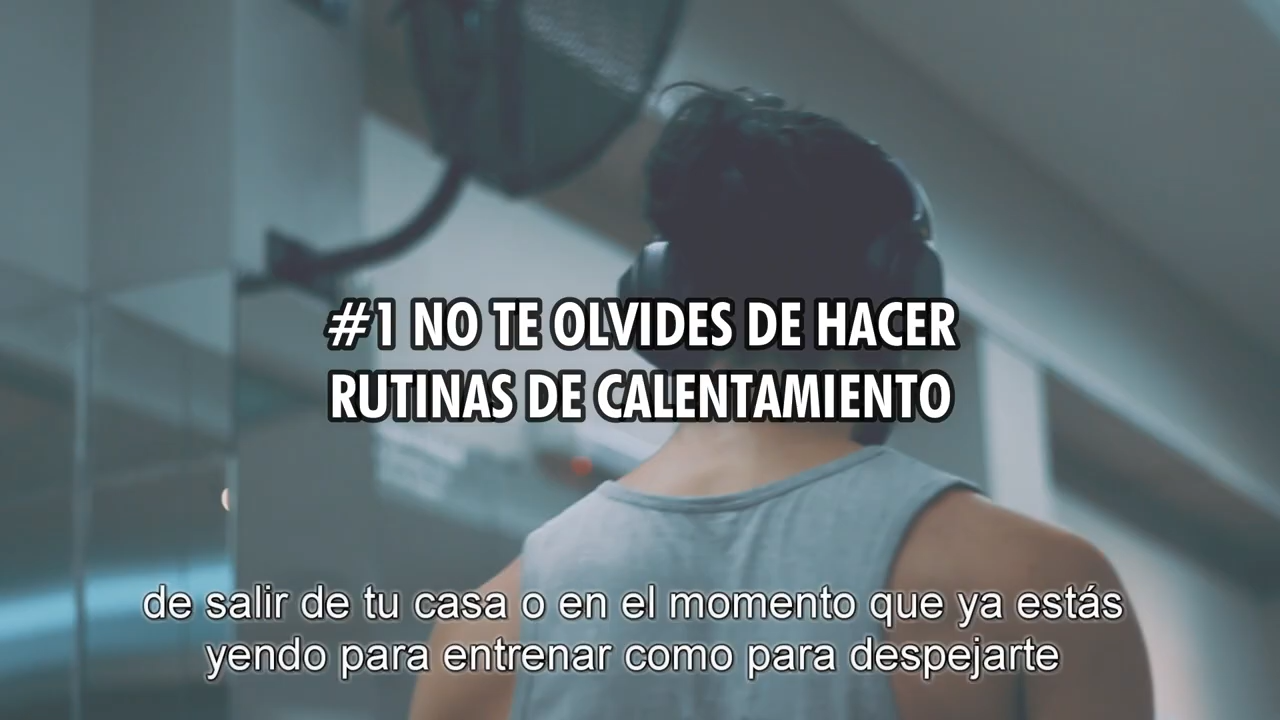 #1 NO TE OLVIDES DE HACER
RUTINAS DE CALENTAMIENTO
de salir de tu casa o en el momento que ya estás
yendo para entrenar como para despejarte